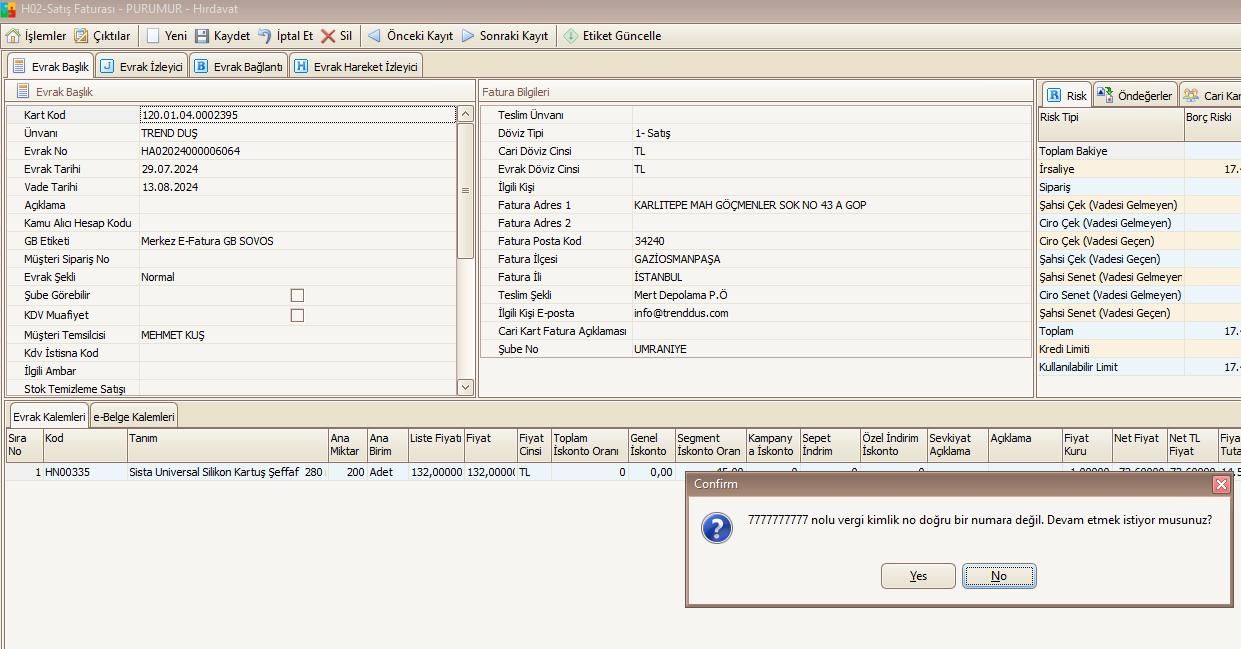 H02-Satış Faturası - PURUMUR - Hırdavat
İşlemler Çıktılar Yeni Kaydet İptal Et Sil Önceki Kayıt Sonraki Kayıt Etiket Güncelle
Evrak Başlık Evrak İzleyici Evrak Bağlantı Evrak Hareket İzleyici
Evrak Başlık
Kart Kod 120.01.04.0002395
Ünvanı TREND DUŞ
Evrak No HA02024000006064
Evrak Tarihi 29.07.2024
Vade Tarihi 13.08.2024
Açıklama
Kamu Alıcı Hesap Kodu
GB Etiketi Merkez E-Fatura GB SOVOS
Müşteri Sipariş No
Evrak Şekli Normal
Şube Görebilir
KDV Muafiyet
Müşteri Temsilcisi MEHMET KUŞ
Kdv İstisna Kod
İlgili Ambar
Stok Temizleme Satışı
Fatura Bilgileri
Teslim Ünvanı
Döviz Tipi 1- Satış
Cari Döviz Cinsi TL
Evrak Döviz Cinsi TL
İlgili Kişi
Fatura Adres 1 KARLITEPE MAH GÖÇMENLER SOK NO 43 A GOP
Fatura Adres 2
Fatura Posta Kod 34240
Fatura İlçesi GAZİOSMANPAŞA
Fatura İli İSTANBUL
Teslim Şekli Mert Depolama P.Ö
İlgili Kişi E-posta info@trenddus.com
Cari Kart Fatura Açıklaması
Şube No UMRANIYE
Risk Öndeğerler Cari Kar
Risk Tipi Borç Riski
Toplam Bakiye
İrsaliye 17.
Sipariş
Şahsi Çek (Vadesi Gelmeyen)
Ciro Çek (Vadesi Gelmeyen)
Ciro Çek (Vadesi Geçen)
Şahsi Çek (Vadesi Geçen)
Şahsi Senet (Vadesi Gelmeyen
Ciro Senet (Vadesi Gelmeyen)
Şahsi Senet (Vadesi Geçen)
Toplam 17.
Kredi Limiti
Kullanılabilir Limit 17.
Evrak Kalemleri e-Belge Kalemleri
Sıra No Kod Tanım Ana Miktar Ana Birim Liste Fiyatı Fiyat Fiyat Cinsi Toplam İskonto Oranı Genel İskonto Segment İskonto Oran Kampany a İskonto Sepet İndrim Özel İndirim İskonto Sevkiyat Açıklama Açıklama Fiyat Kuru Net Fiyat Net TL Fiyat Fiya Tuta
1 HN00335 Sista Universal Silikon Kartuş Şeffaf 280 200 Adet 132,00000 132,0000 TL 0 0,00
Confirm
7777777777 nolu vergi kimlik no doğru bir numara değil. Devam etmek istiyor musunuz?
Yes No